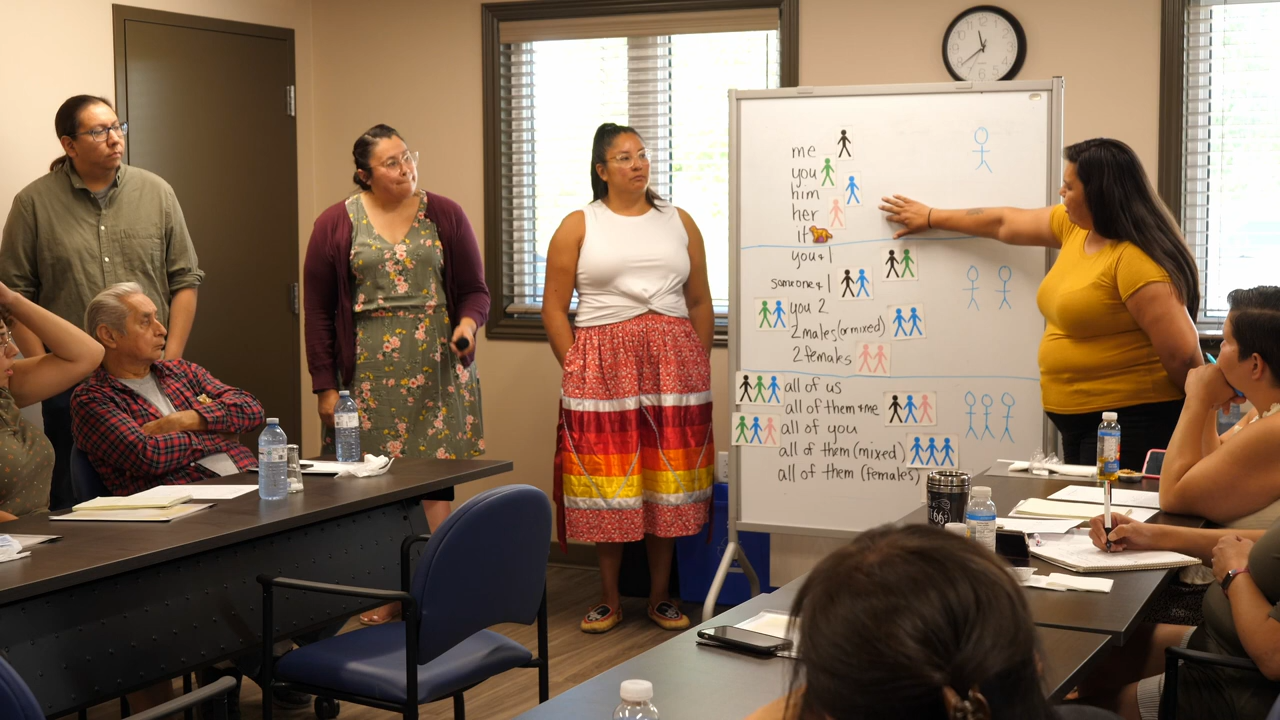 me
you
him
her
it
you & I
someone & I
you 2
2 males (or mixed)
2 females
all of us
all of them & me
all of you
all of them (mixed)
all of them (females)
66